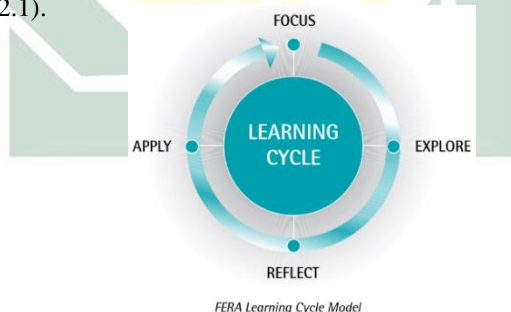 2.1).
FOCUS
LEARNING
CYCLE
APPLY
EXPLORE
REFLECT
FERA Learning Cycle Model